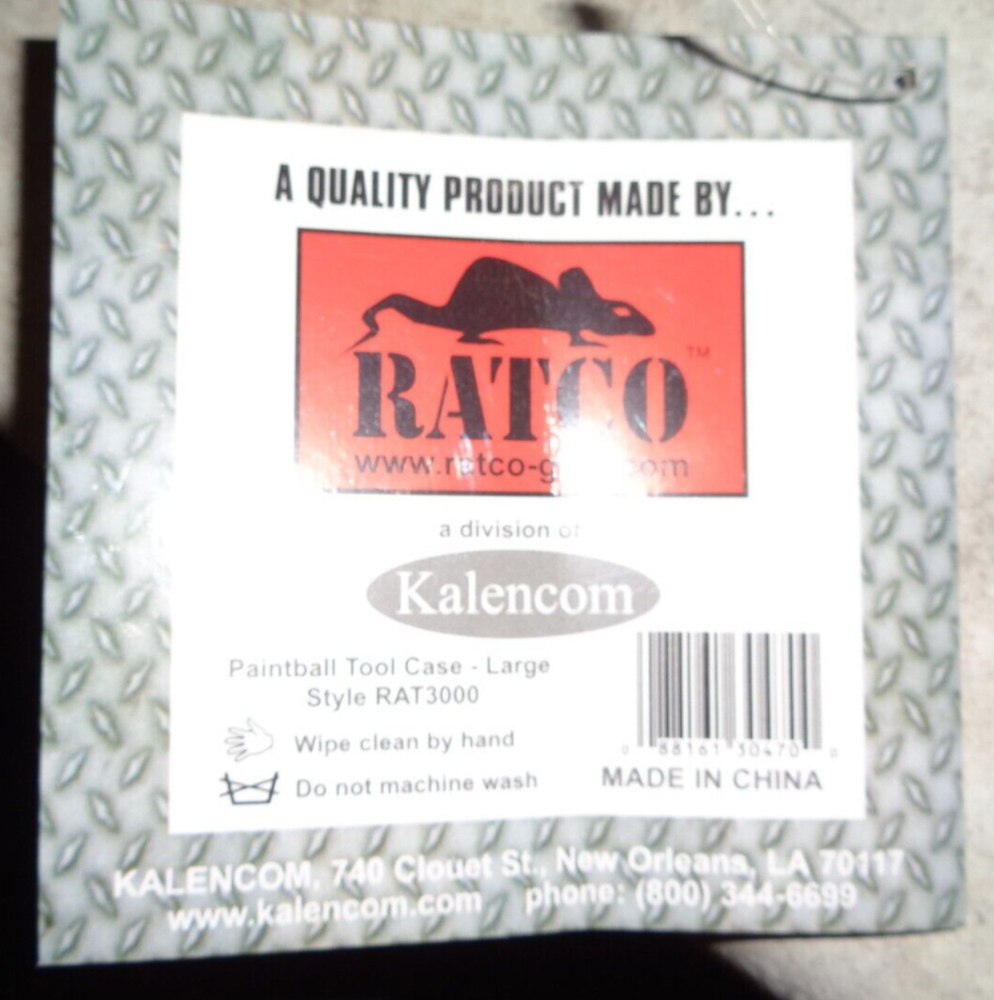 A QUALITY PRODUCT MADE BY...
RATCO™
a division of
Kalencom
Paintball Tool Case - Large
Style RAT3000
Wipe clean by hand
Do not machine wash
0 88161 30470 0
MADE IN CHINA
KALENCOM, 740 Clouet St., New Orleans, LA 70117
www.kalencom.com phone: (800) 344-6699